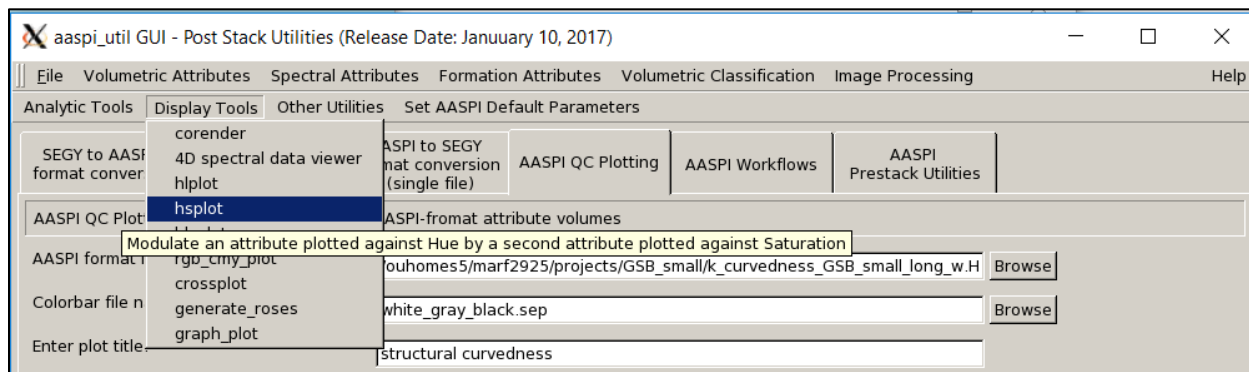 aaspi_util GUI - Post Stack Utilities (Release Date: Januuary 10, 2017)
File Volumetric Attributes Spectral Attributes Formation Attributes Volumetric Classification Image Processing Help
Analytic Tools Display Tools Other Utilities Set AASPI Default Parameters
corender
4D spectral data viewer
hlplot
hsplot
Modulate an attribute plotted against Hue by a second attribute plotted against Saturation
rgb_cmy_plot
crossplot
generate_roses
graph_plot
SEGY to AASP
format conver
ASPI to SEGY
mat conversion
(single file)
AASPI QC Plotting
AASPI Workflows
AASPI
Prestack Utilities
AASPI QC Plot ASPI-fromat attribute volumes
AASPI format f /ouhomes5/marf2925/projects/GSB_small/k_curvedness_GSB_small_long_w.H Browse
Colorbar file n white_gray_black.sep Browse
Enter plot title: structural curvedness